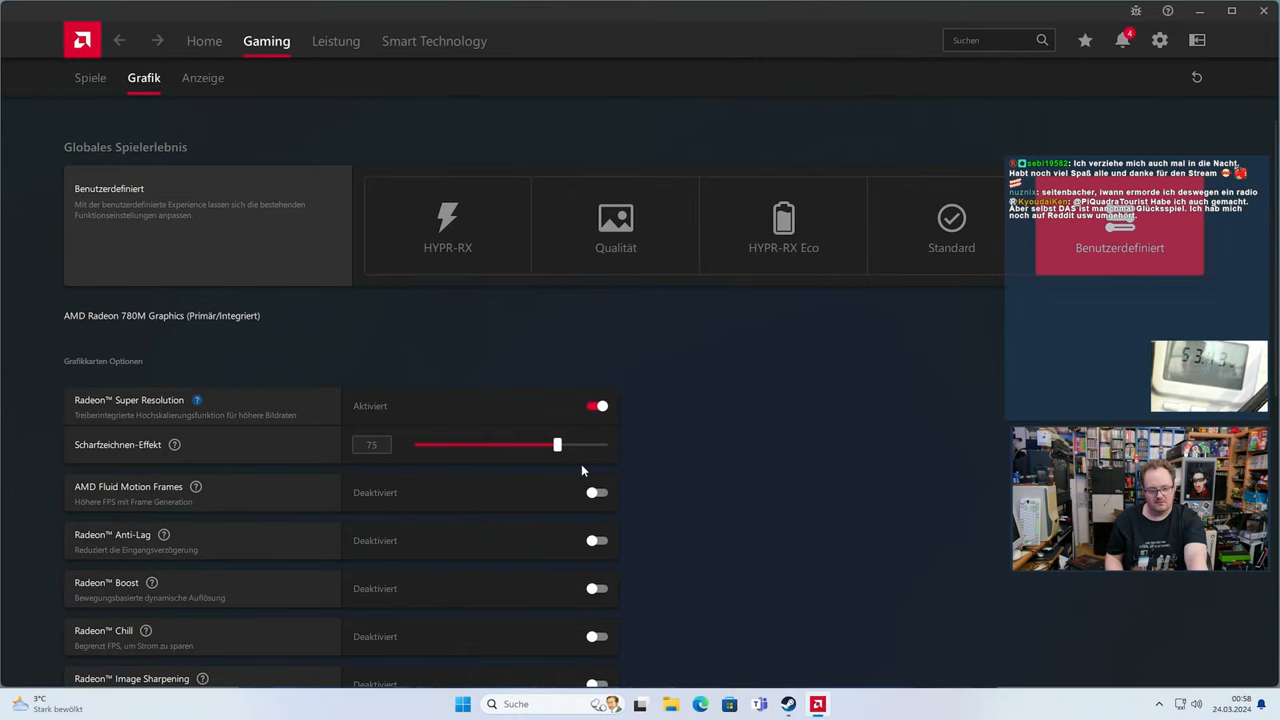 Home
Gaming
Leistung
Smart Technology
Suchen
4
Spiele
Grafik
Anzeige
Globales Spielerlebnis
Benutzerdefiniert
Mit der benutzerdefinierte Experience lassen sich die bestehenden
Funktionseinstellungen anpassen.
HYPR-RX
Qualität
HYPR-RX Eco
Standard
Benutzerdefiniert
sebi19582: Ich verziehe mich auch mal in die Nacht.
Habt noch viel Spaß alle und danke für den Stream
nuznix: seitenbacher, iwann ermorde ich deswegen ein radio
KyoudaiKen: @PiQuadraTourist Habe ich auch gemacht.
Aber selbst DAS ist manchmal Glücksspiel. Ich hab mich
noch auf Reddit usw umgehört.
AMD Radeon 780M Graphics (Primär/Integriert)
Grafikkarten Optionen
Radeon™ Super Resolution ?
Treiberintegrierte Hochskalierungsfunktion für höhere Bildraten
Aktiviert
Scharfzeichnen-Effekt ?
75
AMD Fluid Motion Frames ?
Höhere FPS mit Frame Generation
Deaktiviert
Radeon™ Anti-Lag ?
Reduziert die Eingangsverzögerung
Deaktiviert
Radeon™ Boost ?
Bewegungsbasierte dynamische Auflösung
Deaktiviert
Radeon™ Chill ?
Begrenzt FPS, um Strom zu sparen
Deaktiviert
Radeon™ Image Sharpening ?
Deaktiviert
3°C
Stark bewölkt
Suche
00:58
24.03.2024